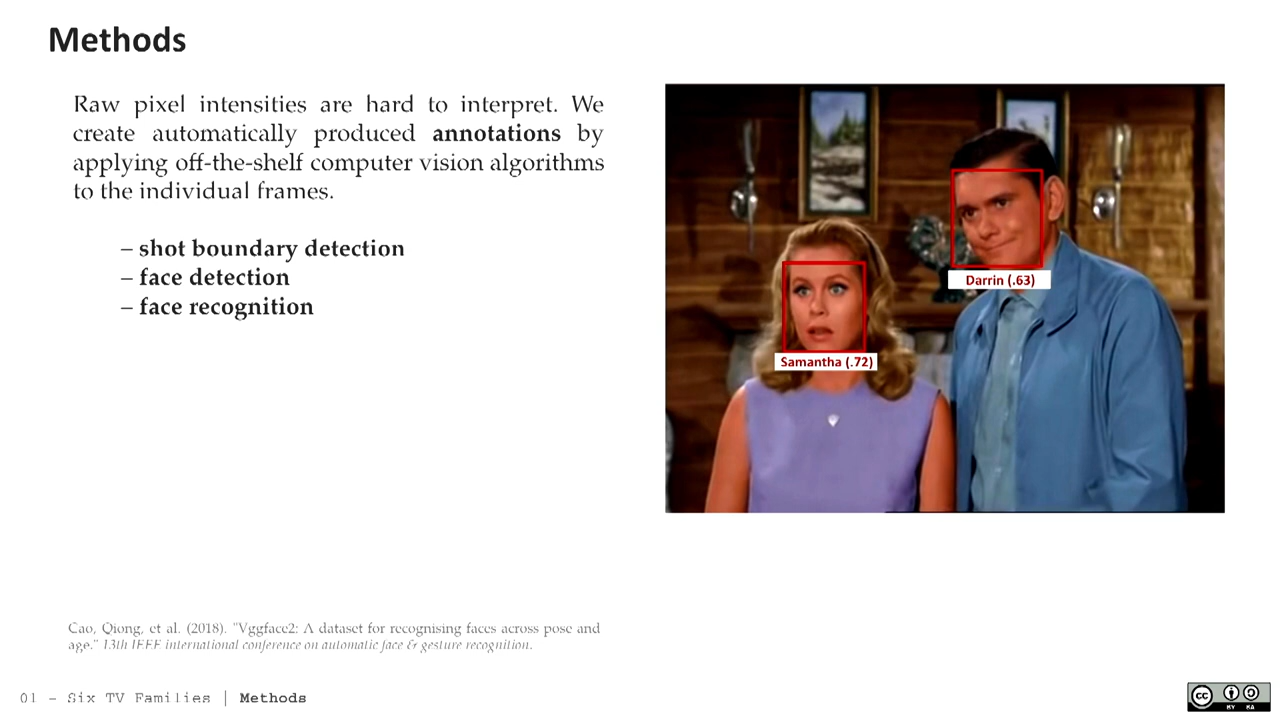 Methods
Raw pixel intensities are hard to interpret. We
create automatically produced annotations by
applying off-the-shelf computer vision algorithms
to the individual frames.
– shot boundary detection
– face detection
– face recognition
Darrin (.63)
Samantha (.72)
Cao, Qiong, et al. (2018). "Vggface2: A dataset for recognising faces across pose and
age." 13th IEEE international conference on automatic face & gesture recognition.
01 – Six TV Families | Methods
cc